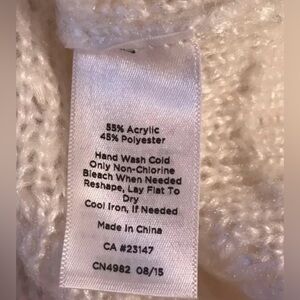 55% Acrylic
45% Polyester
Hand Wash Cold
Only Non-Chlorine
Bleach When Needed
Reshape, Lay Flat To
Dry
Cool Iron, If Needed
Made in China
CA #23147
CN4982 08/15